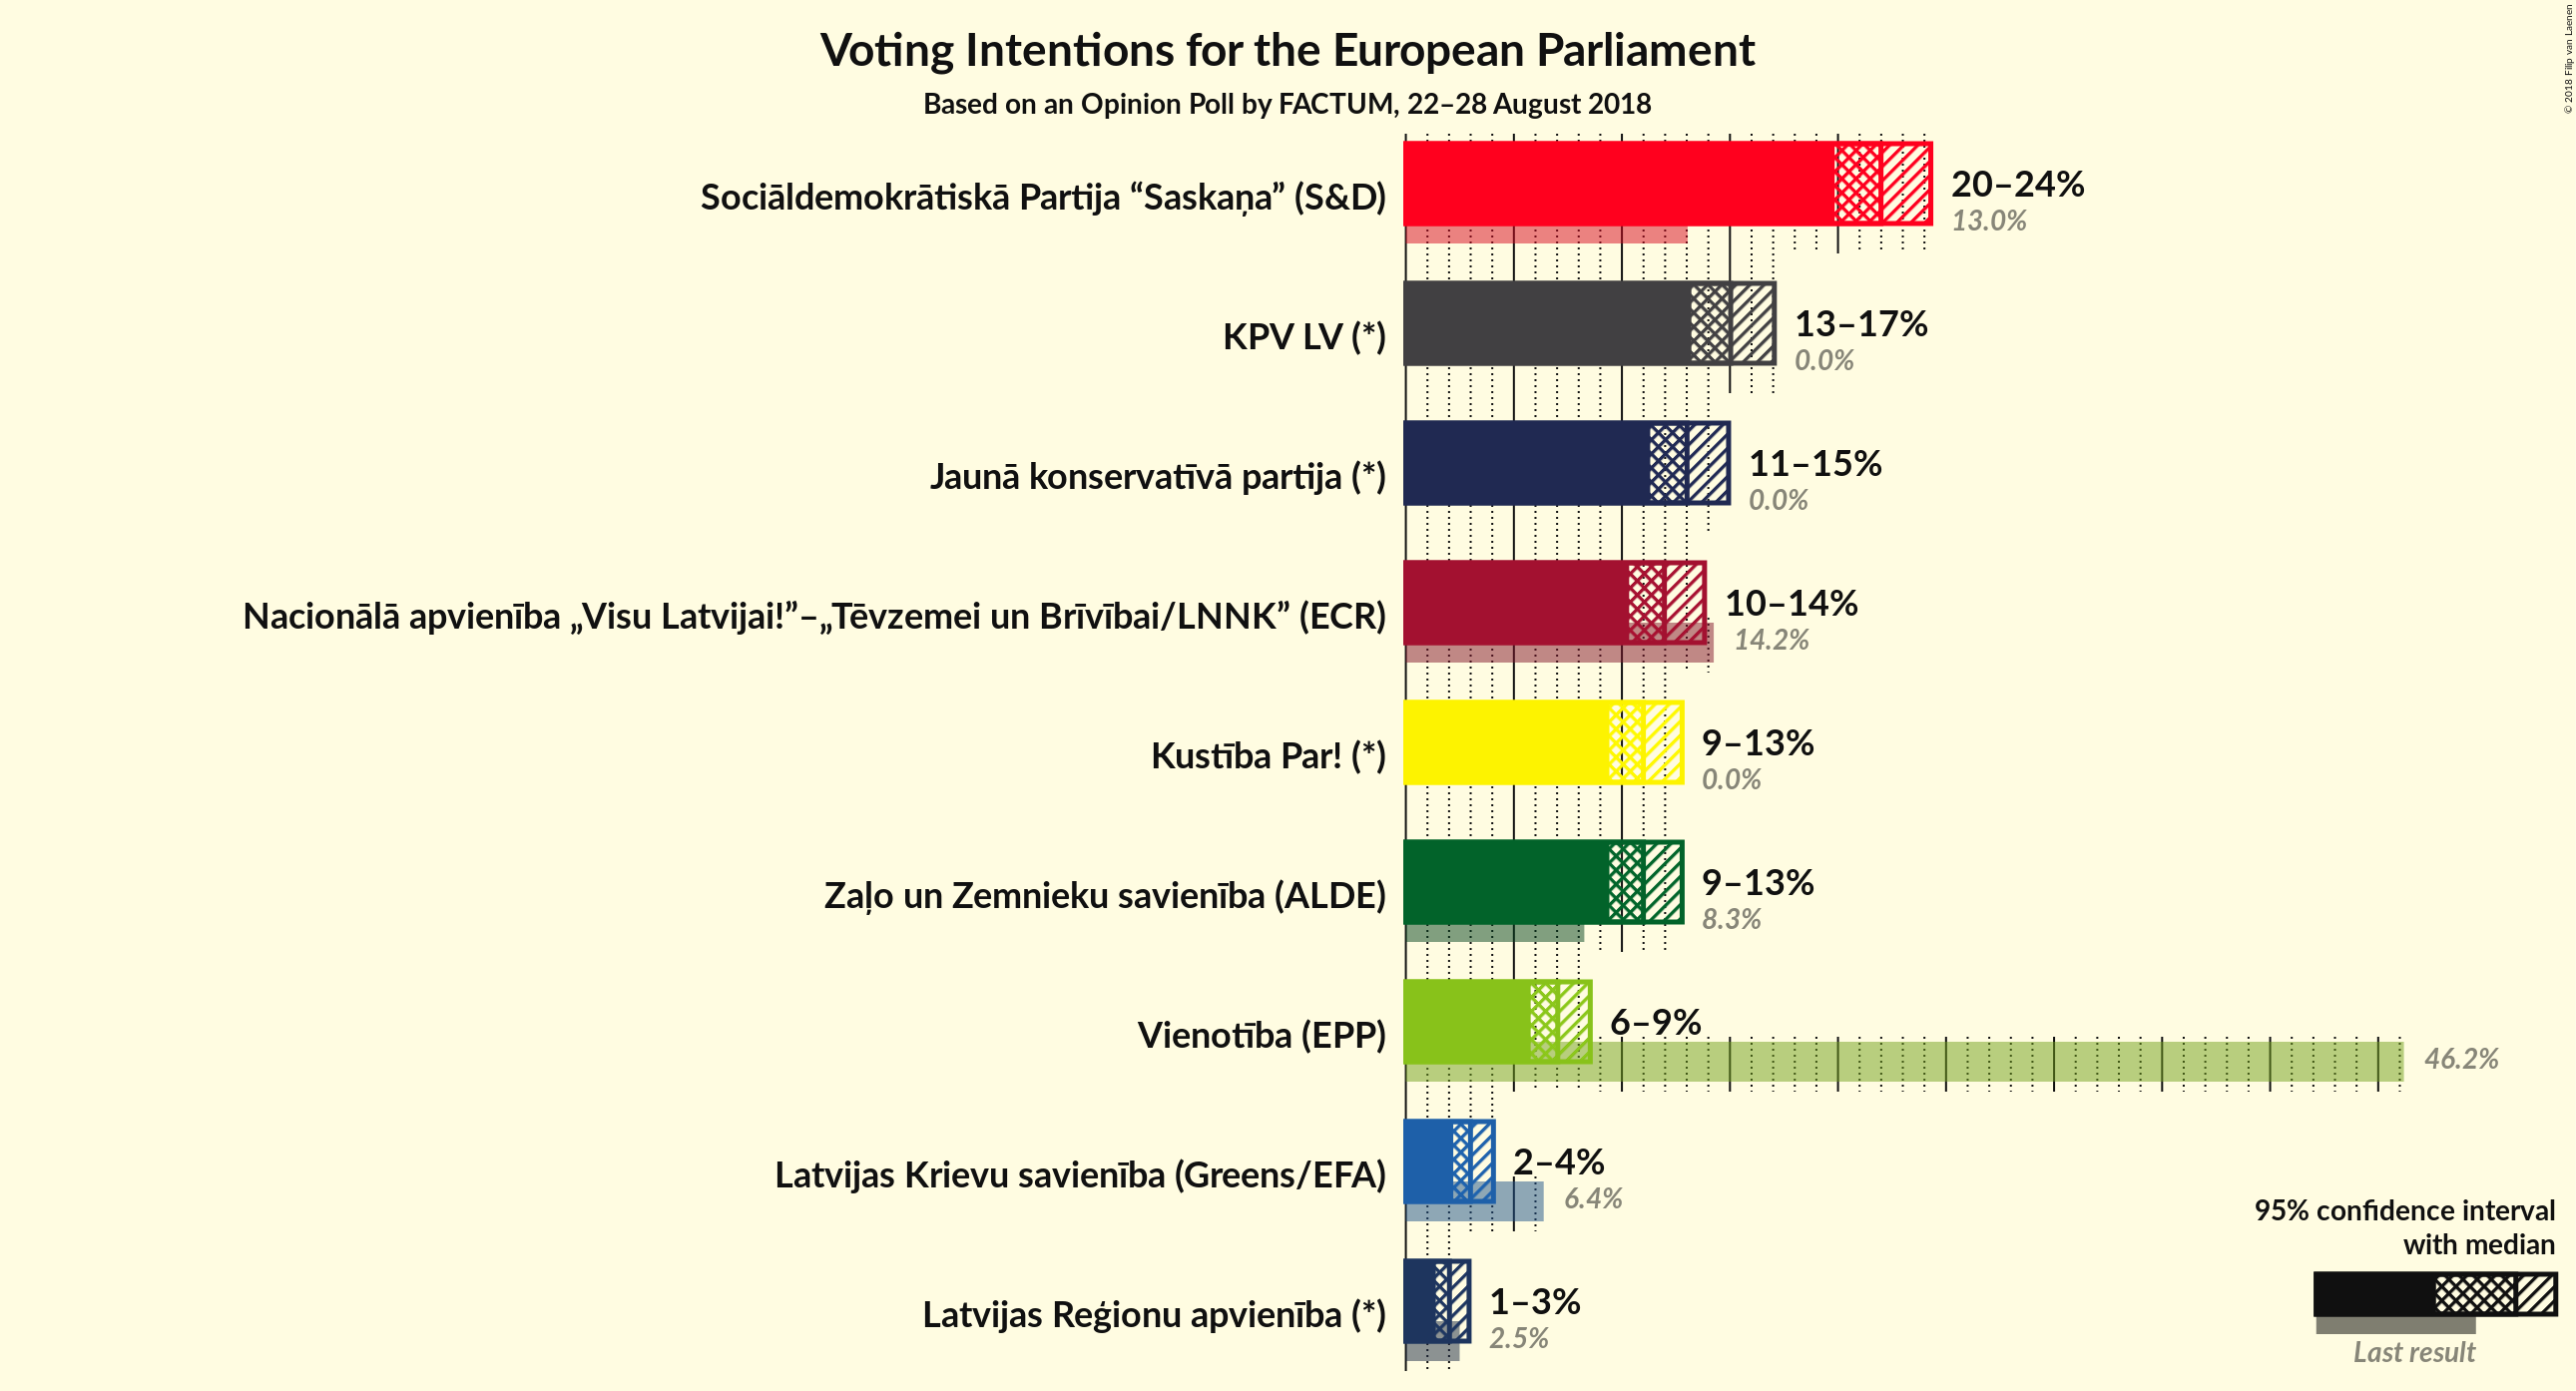 Voting Intentions for the European Parliament
Based on an Opinion Poll by FACTUM, 22–28 August 2018
© 2018 Filip van Laenen
Sociāldemokrātiskā Partija “Saskaņa” (S&D)
20–24%
13.0%
KPV LV (*)
13–17%
0.0%
Jaunā konservatīvā partija (*)
11–15%
0.0%
Nacionālā apvienība „Visu Latvijai!”–„Tēvzemei un Brīvībai/LNNK” (ECR)
10–14%
14.2%
Kustība Par! (*)
9–13%
0.0%
Zaļo un Zemnieku savienība (ALDE)
9–13%
8.3%
Vienotība (EPP)
6–9%
46.2%
Latvijas Krievu savienība (Greens/EFA)
2–4%
6.4%
Latvijas Reģionu apvienība (*)
1–3%
2.5%
95% confidence interval
with median
Last result